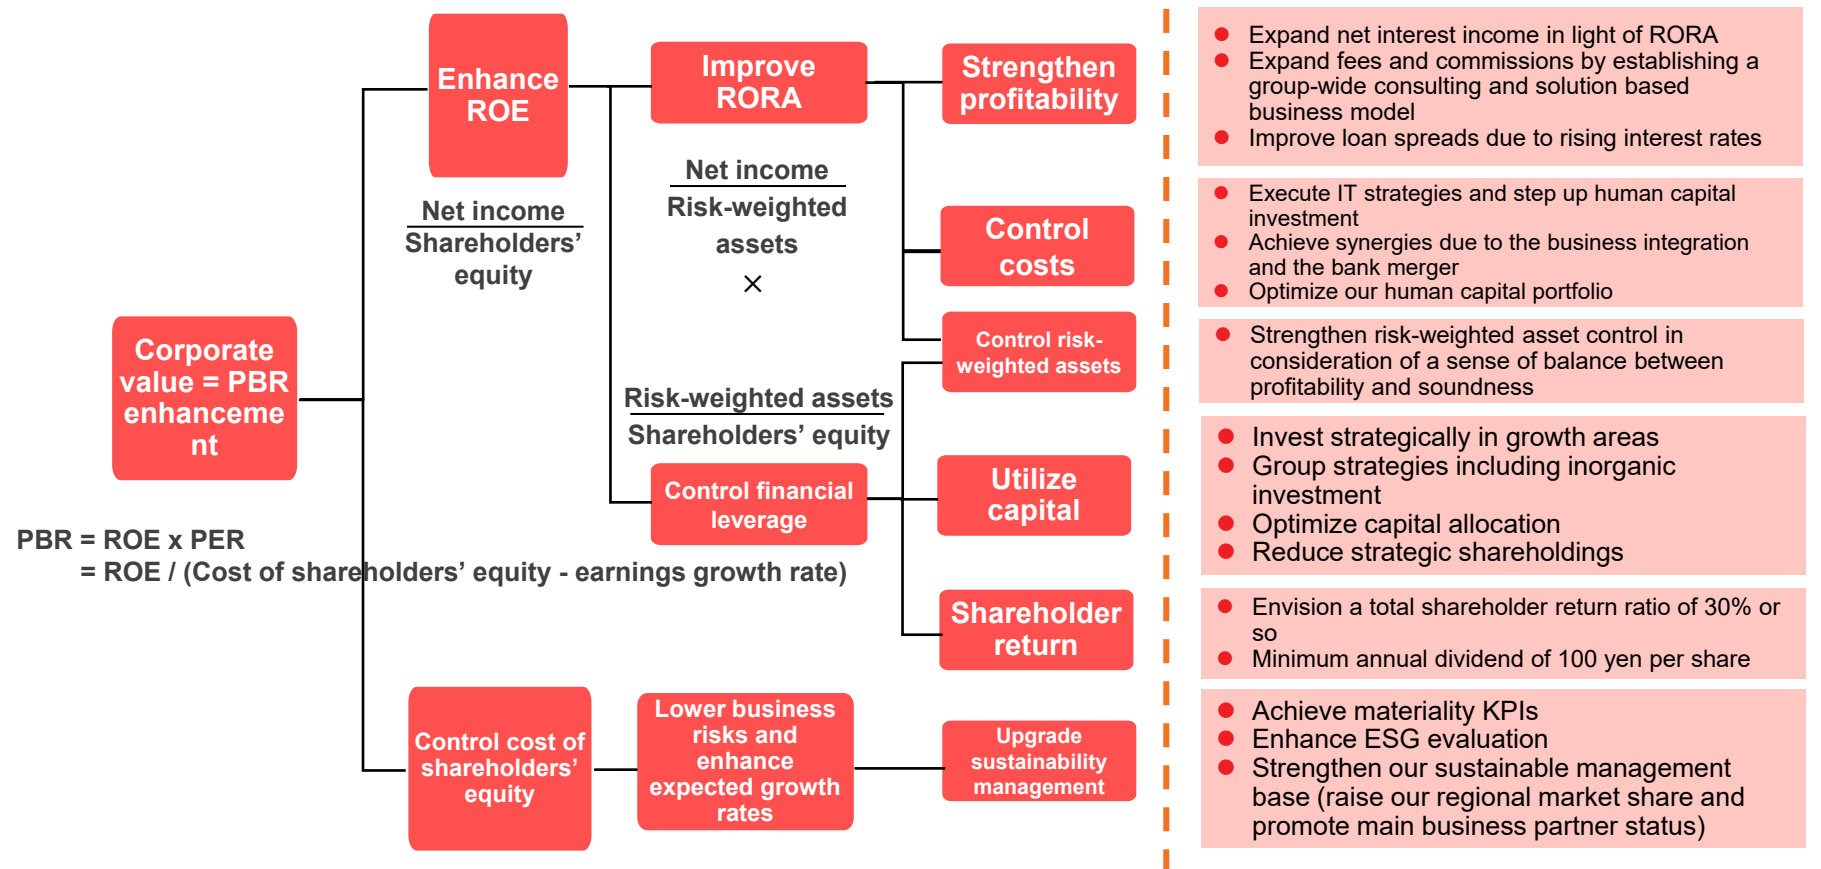 Corporate
value = PBR
enhanceme
nt
PBR = ROE x PER
= ROE / (Cost of shareholders’ equity - earnings growth rate)
Enhance
ROE
Net income
Shareholders’
equity
Improve
RORA
Net income
Risk-weighted
assets
×
Risk-weighted assets
Shareholders’ equity
Control financial
leverage
Control cost of
shareholders’
equity
Lower business
risks and
enhance
expected growth
rates
Strengthen
profitability
Control
costs
Control risk-
weighted assets
Utilize
capital
Shareholder
return
Upgrade
sustainability
management
● Expand net interest income in light of RORA
● Expand fees and commissions by establishing a
group-wide consulting and solution based
business model
● Improve loan spreads due to rising interest rates
● Execute IT strategies and step up human capital
investment
● Achieve synergies due to the business integration
and the bank merger
● Optimize our human capital portfolio
● Strengthen risk-weighted asset control in
consideration of a sense of balance between
profitability and soundness
● Invest strategically in growth areas
● Group strategies including inorganic
investment
● Optimize capital allocation
● Reduce strategic shareholdings
● Envision a total shareholder return ratio of 30% or
so
● Minimum annual dividend of 100 yen per share
● Achieve materiality KPIs
● Enhance ESG evaluation
● Strengthen our sustainable management
base (raise our regional market share and
promote main business partner status)